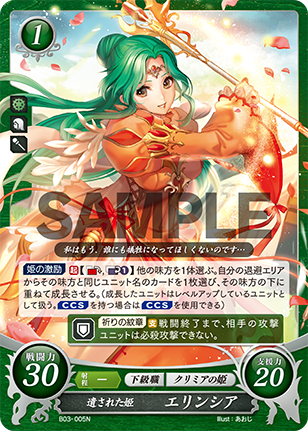 1
SAMPLE
私はもう、誰にも犠牲になってほしくないのです…
姫の激励 起 【 、 1】他の味方を1体選ぶ。自分の退避エリア
からその味方と同じユニット名のカードを1枚選び、その味方の下に
重ねて成長させる。(成長したユニットはレベルアップしているユニットと
して扱う。CCSを持つ場合はCCSを使用できる)
祈りの紋章 支 戦闘終了まで、相手の攻撃
ユニットは必殺攻撃できない。
戦闘力
30
射程
一
下級職
クリミアの姫
支援力
20
遺された姫
エリンシア
B03-005N
Illust:あおじ